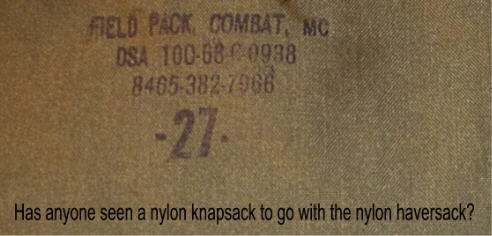 FIELD PACK, COMBAT, MC
DSA 100-68-C-0938
8465-382-7966
-27-
Has anyone seen a nylon knapsack to go with the nylon haversack?